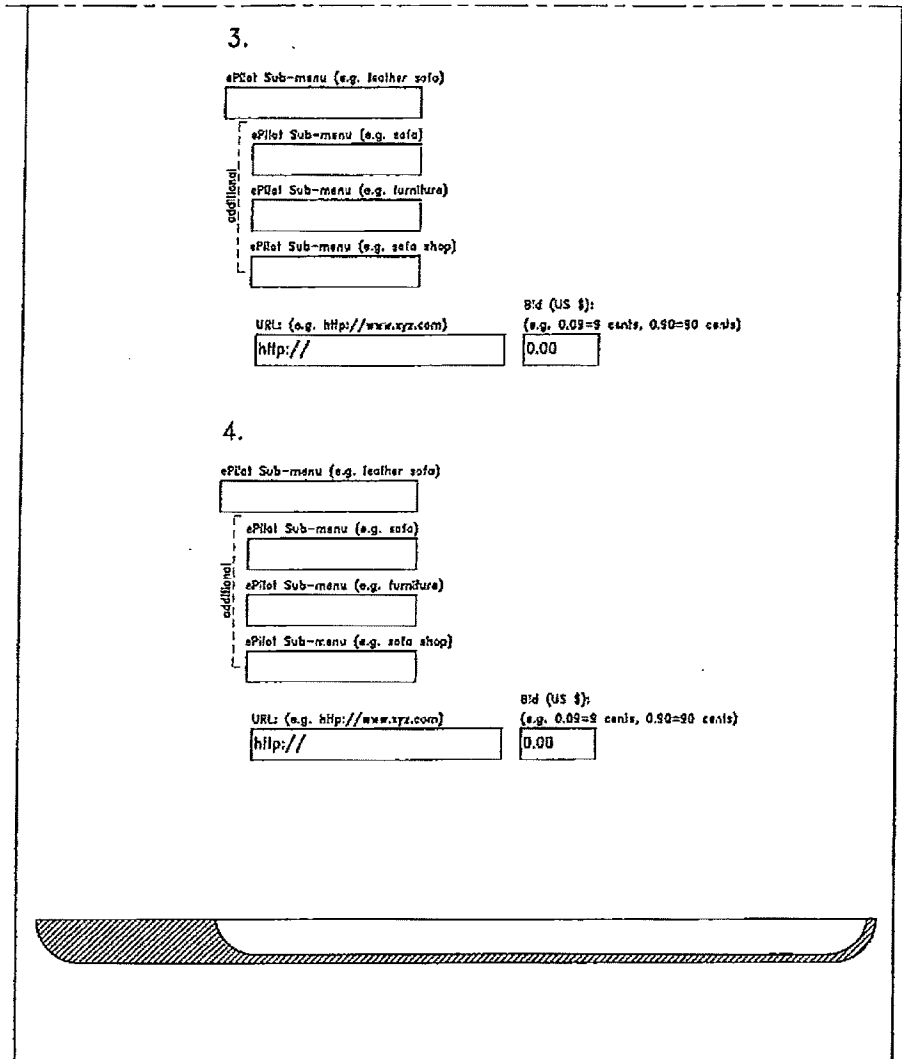 3.
ePilot Sub-menu (e.g. leather sofa)
ePilot Sub-menu (e.g. sofa)
additional
ePilot Sub-menu (e.g. furniture)
ePilot Sub-menu (e.g. sofa shop)
Bid (US $):
URL: (e.g. http://www.xyz.com) (e.g. 0.09=9 cents, 0.90=90 cents)
http:// 0.00
4.
ePilot Sub-menu (e.g. leather sofa)
ePilot Sub-menu (e.g. sofa)
additional
ePilot Sub-menu (e.g. furniture)
ePilot Sub-menu (e.g. sofa shop)
Bid (US $):
URL: (e.g. http://www.xyz.com) (e.g. 0.09=9 cents, 0.90=90 cents)
http:// 0.00